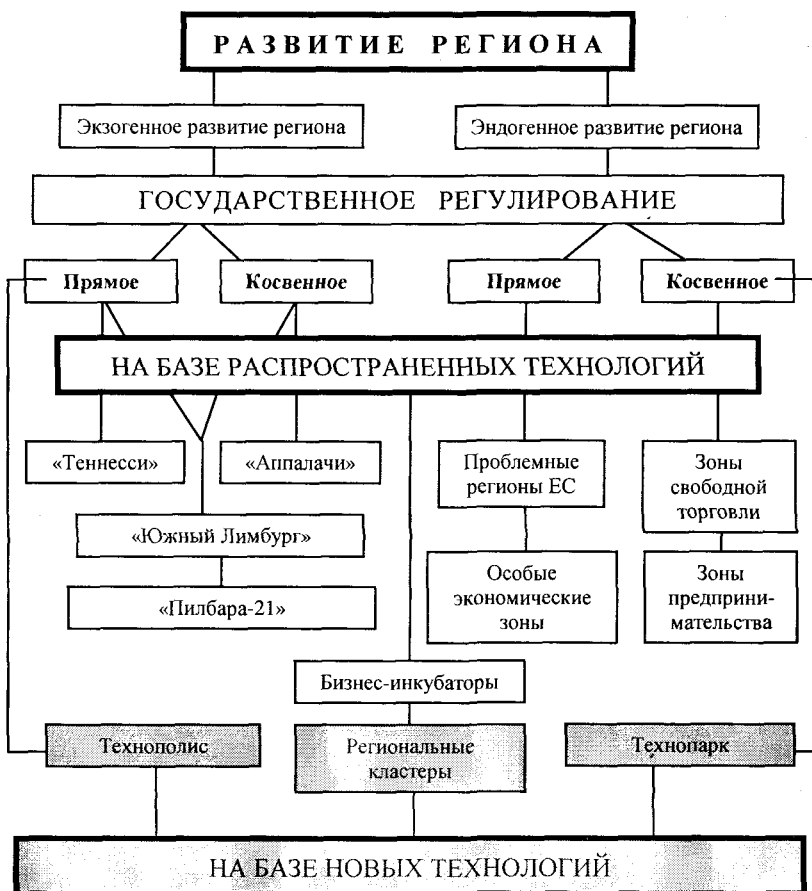 РАЗВИТИЕ РЕГИОНА
Экзогенное развитие региона
Эндогенное развитие региона
ГОСУДАРСТВЕННОЕ РЕГУЛИРОВАНИЕ
Прямое
Косвенное
Прямое
Косвенное
НА БАЗЕ РАСПРОСТРАНЕННЫХ ТЕХНОЛОГИЙ
«Теннесси»
«Аппалачи»
Проблемные
регионы ЕС
Зоны
свободной
торговли
«Южный Лимбург»
«Пилбара-21»
Особые
экономические
зоны
Зоны
предприни-
мательства
Бизнес-инкубаторы
Технополис
Региональные
кластеры
Технопарк
НА БАЗЕ НОВЫХ ТЕХНОЛОГИЙ